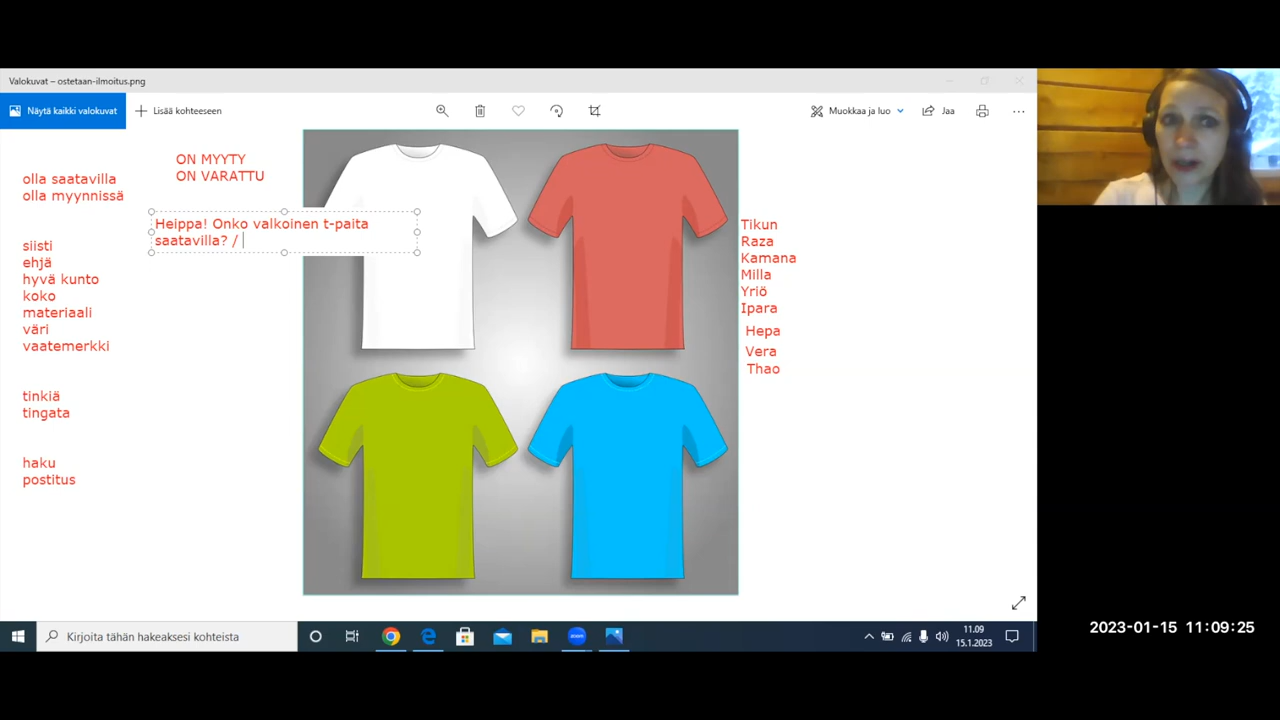 Valokuvat – ostetaan-ilmoitus.png
Näytä kaikki valokuvat
Lisää kohteeseen
Muokkaa ja luo
Jaa
ON MYYTY
ON VARATTU
olla saatavilla
olla myynnissä
Heippa! Onko valkoinen t-paita
saatavilla? /
siisti
ehjä
hyvä kunto
koko
materiaali
väri
vaatemerkki
tinkiä
tingata
haku
postitus
Tikun
Raza
Kamana
Milla
Yriö
Ipara
Hepa
Vera
Thao
Kirjoita tähän hakeaksesi kohteista
zoom
11.09
15.1.2023
2023-01-15 11:09:25